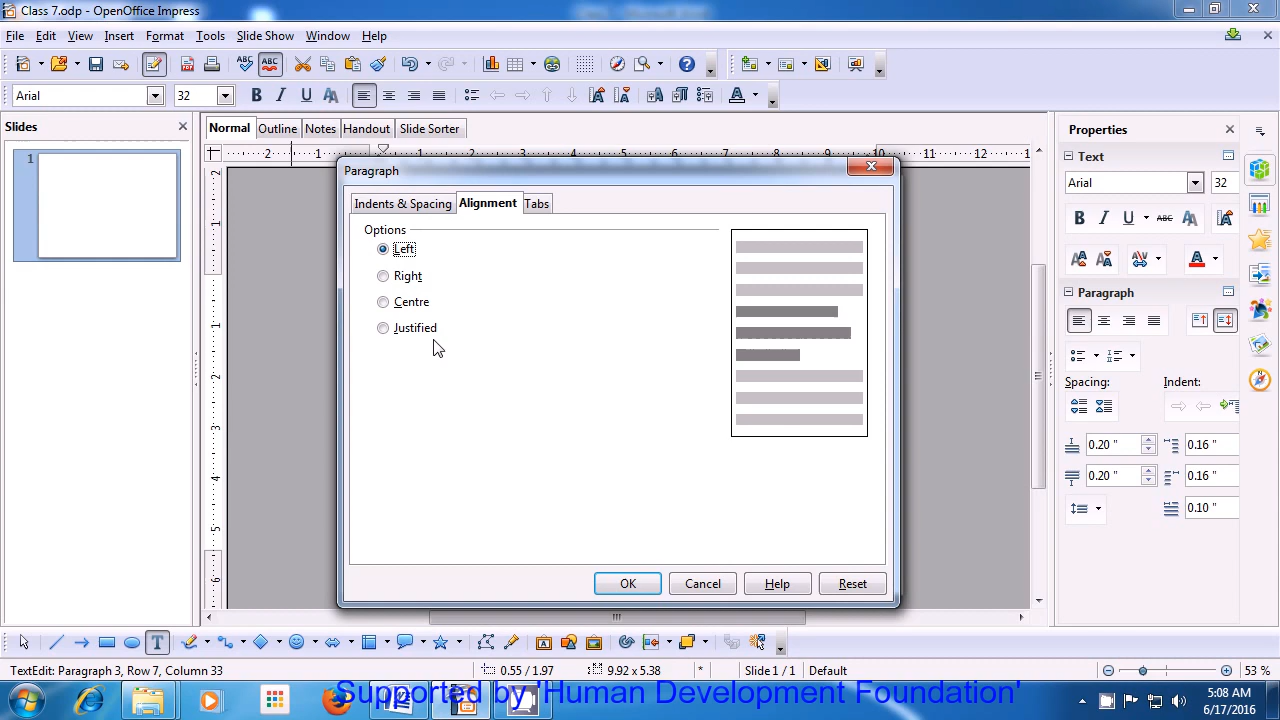 Class 7.odp - OpenOffice Impress
File Edit View Insert Format Tools Slide Show Window Help
Arial 32
Slides
Normal Outline Notes Handout Slide Sorter
Properties
1
Paragraph
Indents & Spacing Alignment Tabs
Options
Left
Right
Centre
Justified
OK Cancel Help Reset
Text
Arial 32
Paragraph
Spacing: Indent:
0.20 " 0.16 "
0.20 " 0.16 "
0.10 "
TextEdit: Paragraph 3, Row 7, Column 33 0.55 / 1.97 9.92 x 5.38 * Slide 1 / 1 Default 53 %
Supported by 'Human Development Foundation'
5:08 AM
6/17/2016